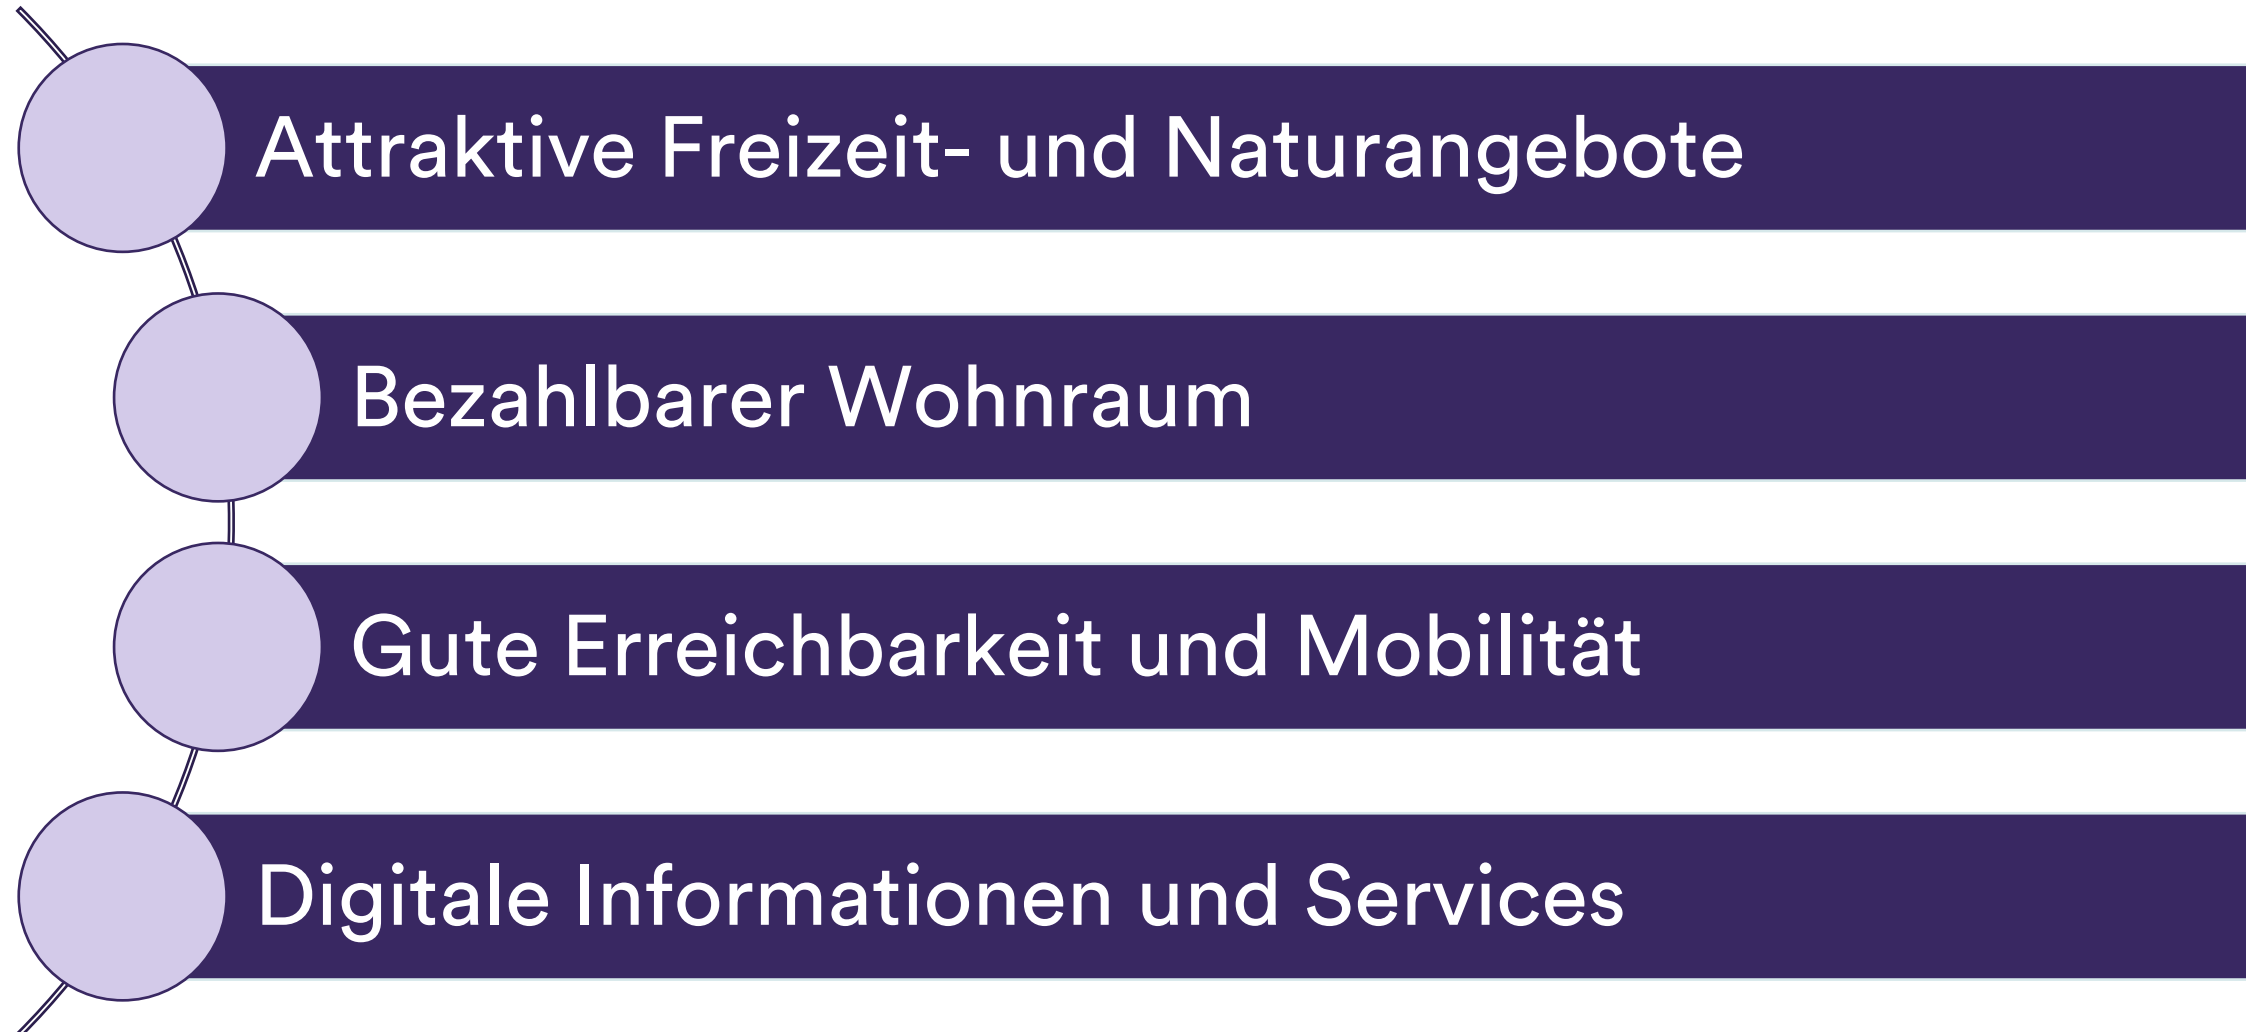 Attraktive Freizeit- und Naturangebote
Bezahlbarer Wohnraum
Gute Erreichbarkeit und Mobilität
Digitale Informationen und Services